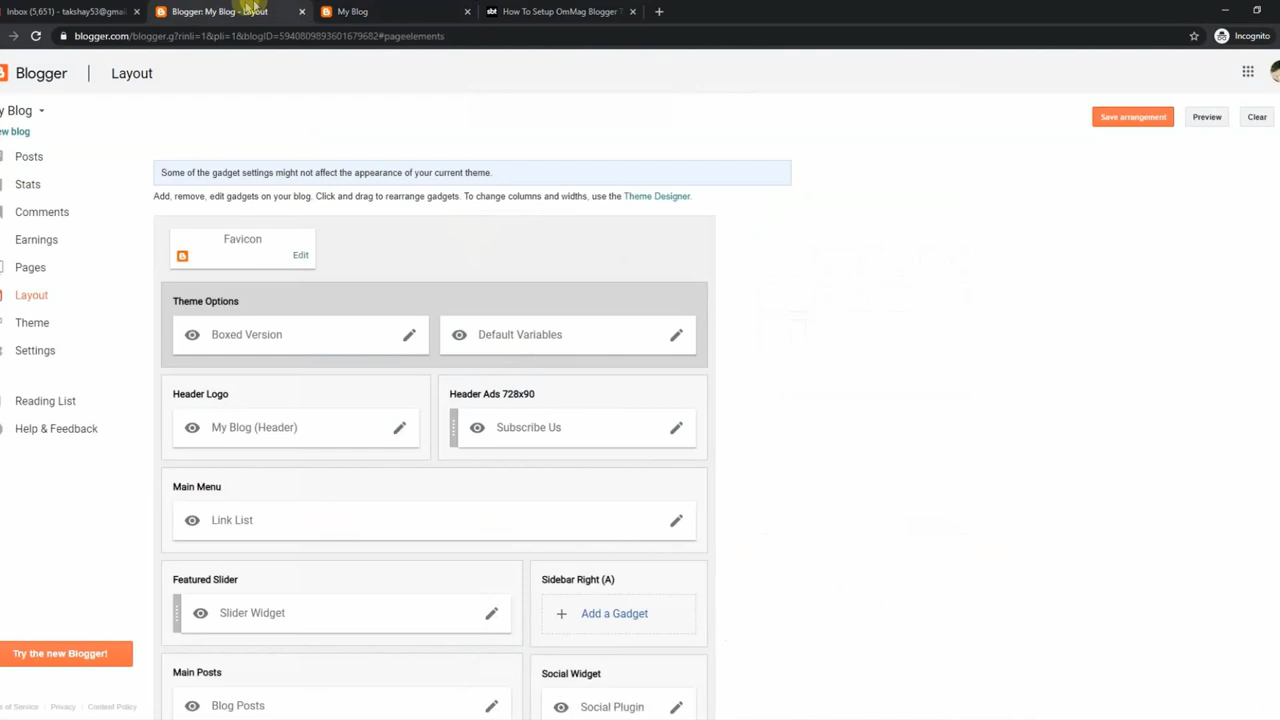 Inbox (5,651) - takshay53@gmail
Blogger: My Blog - Layout
My Blog
How To Setup OmMag Blogger T
blogger.com/blogger.g?rinli=1&pli=1&blogID=5940809893601679682#pageelements
Incognito
Blogger
Layout
y Blog
ew blog
Save arrangement
Preview
Clear
Posts
Stats
Comments
Earnings
Pages
Layout
Theme
Settings
Reading List
Help & Feedback
Some of the gadget settings might not affect the appearance of your current theme.
Add, remove, edit gadgets on your blog. Click and drag to rearrange gadgets. To change columns and widths, use the Theme Designer.
Favicon
Edit
Theme Options
Boxed Version
Default Variables
Header Logo
Header Ads 728x90
My Blog (Header)
Subscribe Us
Main Menu
Link List
Featured Slider
Sidebar Right (A)
Slider Widget
Add a Gadget
Main Posts
Social Widget
Blog Posts
Social Plugin
Try the new Blogger!
s of Service | Privacy | Content Policy